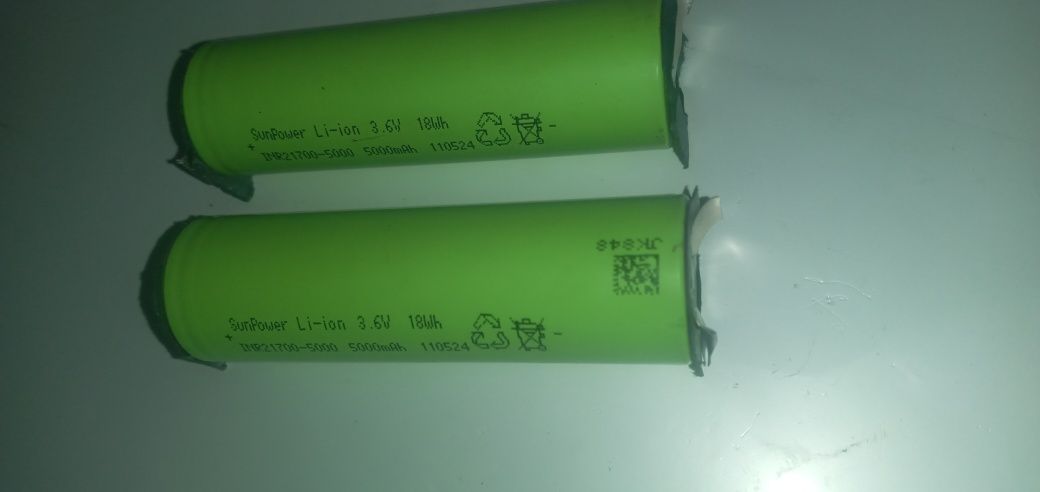 SunPower Li-ion 3.6V 18Wh
+ INR21700-5000 5000mAh 110524 -
JK848
SunPower Li-ion 3.6V 18Wh
+ INR21700-5000 5000mAh 110524 -